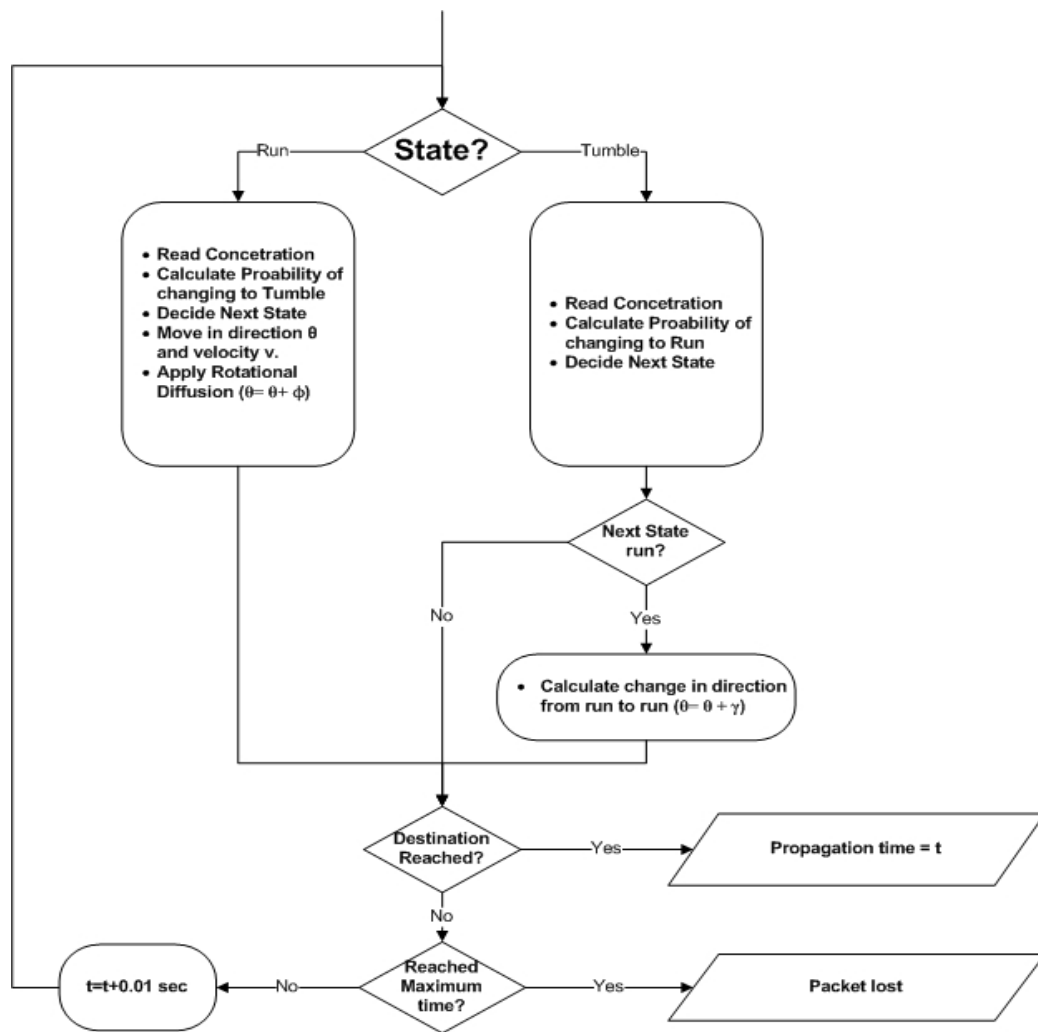 State?
Run
Tumble
• Read Concetration
• Calculate Proability of
changing to Tumble
• Decide Next State
• Move in direction θ
and velocity v.
• Apply Rotational
Diffusion (θ= θ+ ϕ)
• Read Concetration
• Calculate Proability of
changing to Run
• Decide Next State
Next State
run?
No
Yes
• Calculate change in direction
from run to run (θ= θ + γ)
Destination
Reached?
Yes
Propagation time = t
No
t=t+0.01 sec
No
Reached
Maximum
time?
Yes
Packet lost